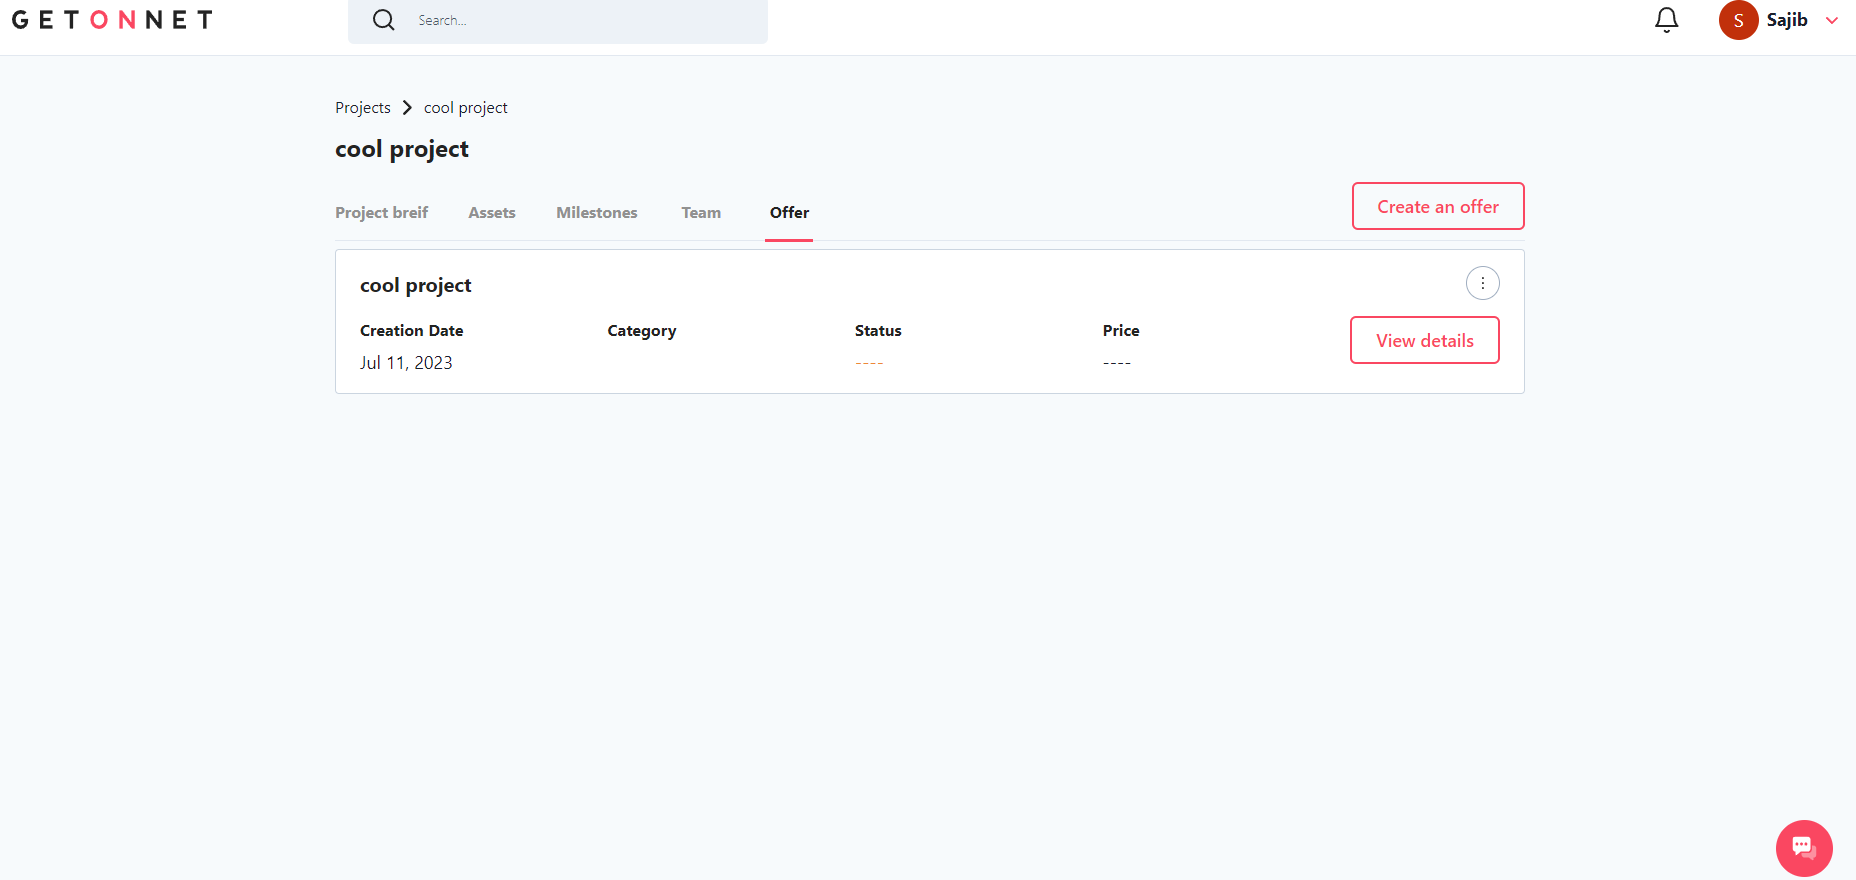 GETONNET
Search...
S
Sajib
Projects > cool project
cool project
Project breif
Assets
Milestones
Team
Offer
Create an offer
cool project
Creation Date
Category
Status
Price
Jul 11, 2023
----
----
View details